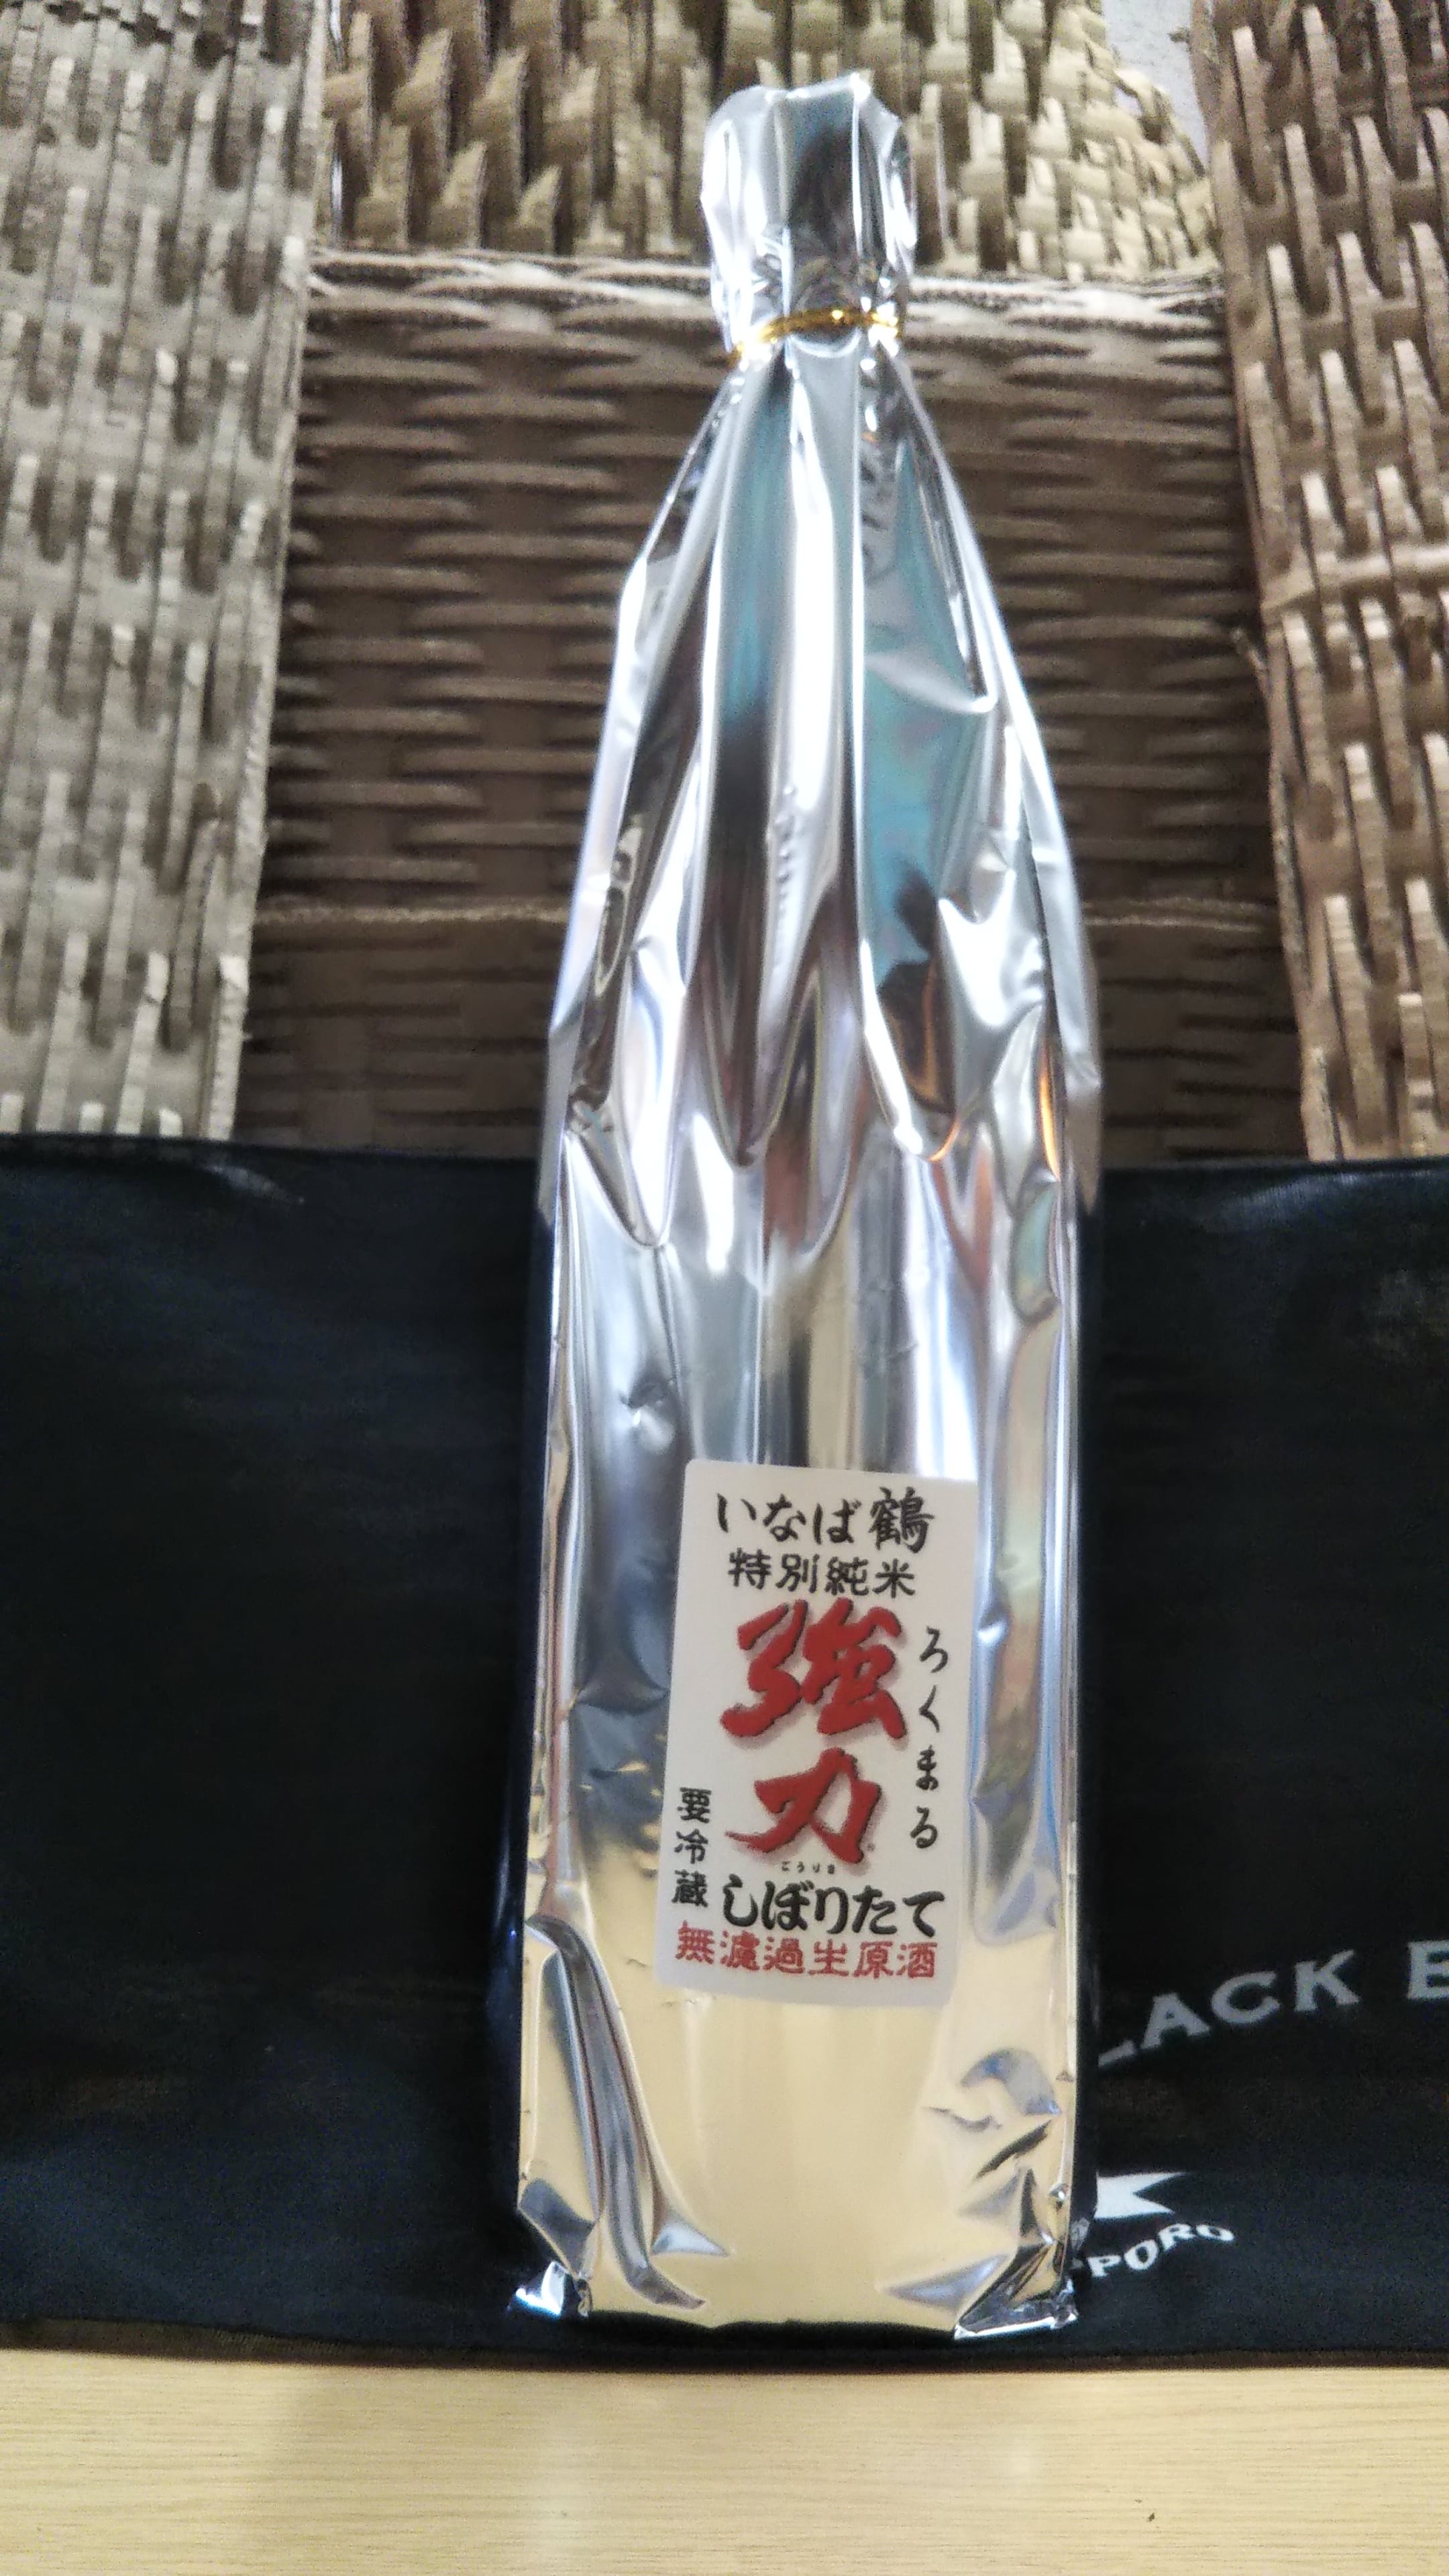 いなば鶴
特別純米
強力
ごうりき
ろくまる
要冷蔵
しぼりたて
無濾過生原酒
LACK
PPORO